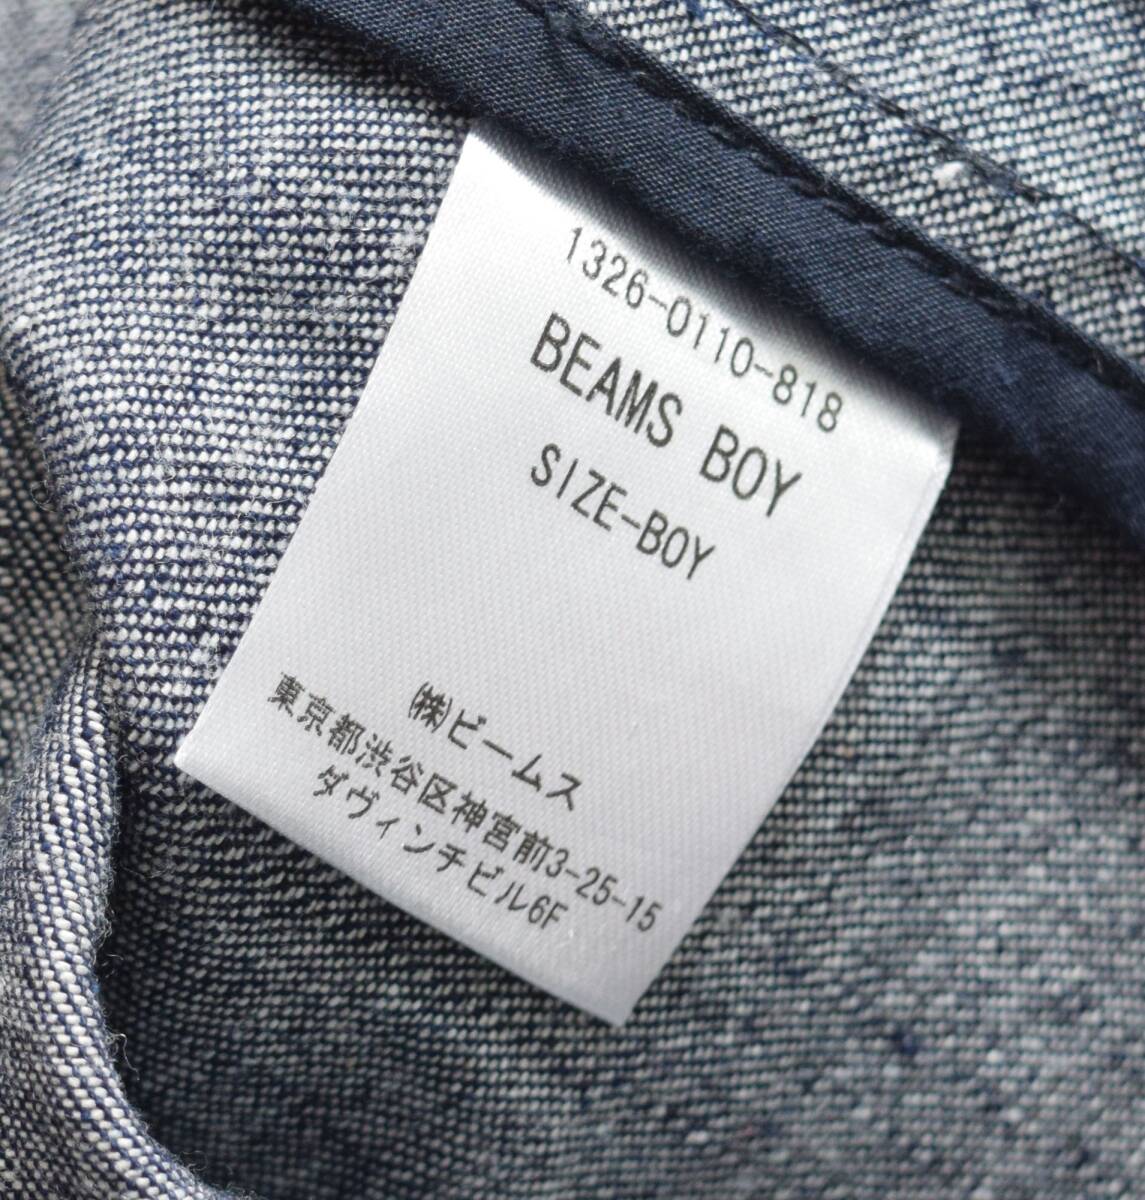 1326-0110-818
BEAMS BOY
SIZE-BOY
㈱ビームス
東京都渋谷区神宮前3-25-15
ダヴィンチビル6F